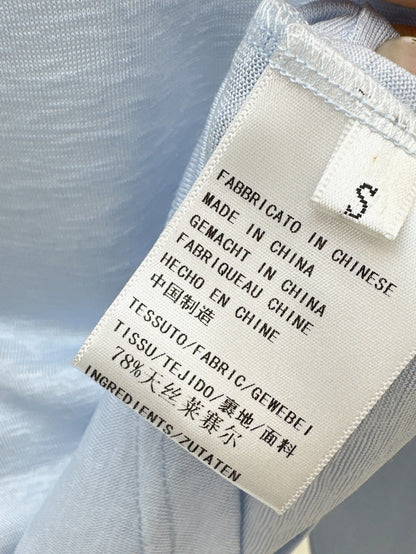 S
FABBRICATO IN CHINESE
MADE IN CHINA
GEMACHT IN CHINA
FABRIQUEAU CHINE
HECHO EN CHINE
中国制造
TESSUTO/FABRIC/GEWEBEI
TISSU/TEJIDO/裏地/面料
78%天丝莱赛尔
INGREDIENTS/ZUTATEN